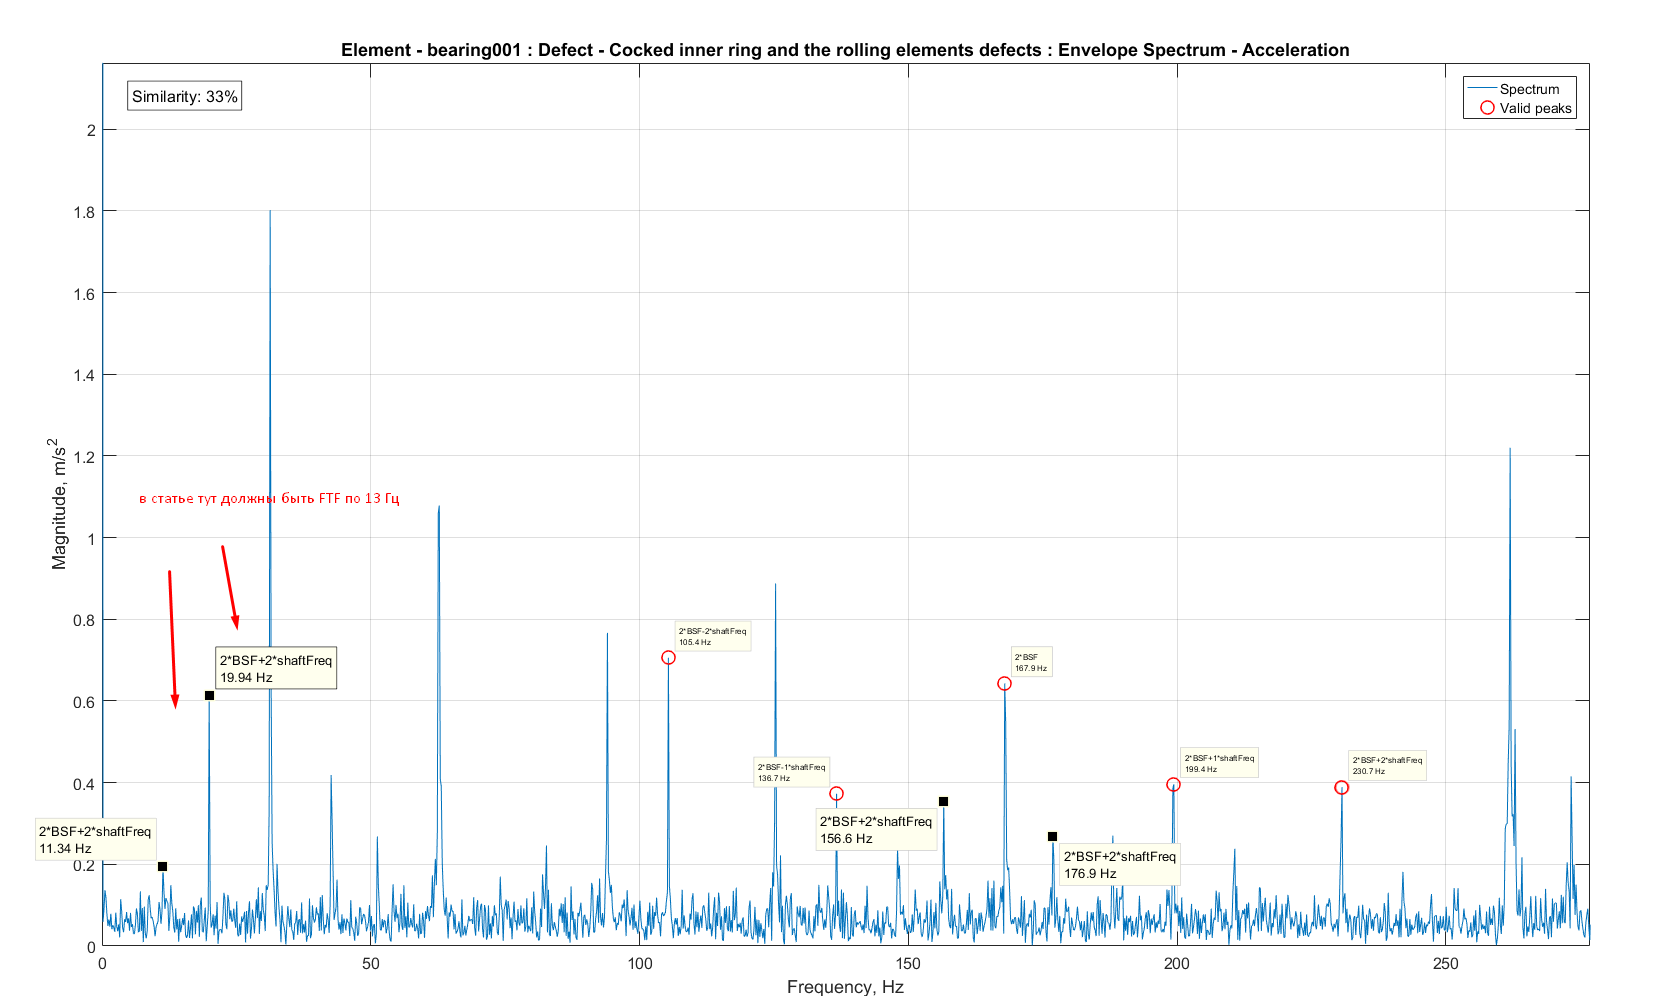 Element - bearing001 : Defect - Cocked inner ring and the rolling elements defects : Envelope Spectrum - Acceleration
Similarity: 33%
Spectrum
Valid peaks
Magnitude, m/s²
2
1.8
1.6
1.4
1.2
1
0.8
0.6
0.4
0.2
0
в статье тут должны быть FTF по 13 Гц
2*BSF+2*shaftFreq
11.34 Hz
2*BSF+2*shaftFreq
19.94 Hz
2*BSF-2*shaftFreq
105.4 Hz
2*BSF-1*shaftFreq
136.7 Hz
2*BSF+2*shaftFreq
156.6 Hz
2*BSF
167.9 Hz
2*BSF+2*shaftFreq
176.9 Hz
2*BSF+1*shaftFreq
199.4 Hz
2*BSF+2*shaftFreq
230.7 Hz
0
50
100
150
200
250
Frequency, Hz